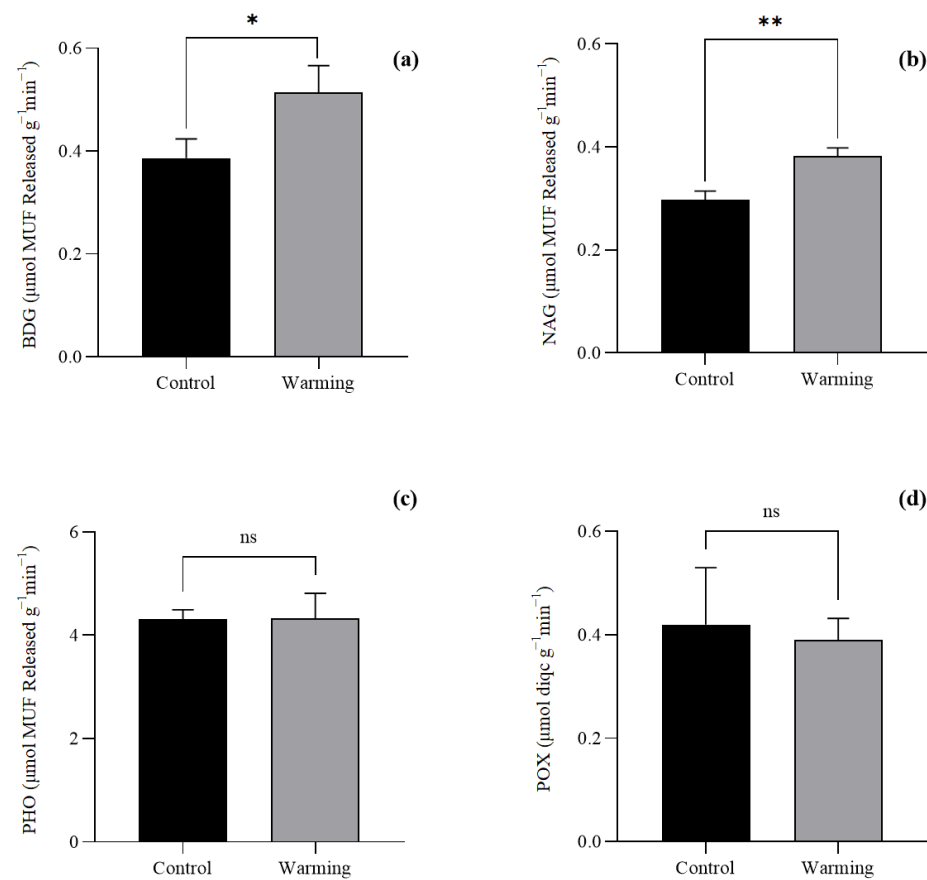 *
(a)
BDG (μmol MUF Released g⁻¹min⁻¹)
0.6
0.4
0.2
0.0
Control Warming
**
(b)
NAG (μmol MUF Released g⁻¹min⁻¹)
0.6
0.4
0.2
0.0
Control Warming
(c)
ns
PHO (μmol MUF Released g⁻¹min⁻¹)
6
4
2
0
Control Warming
(d)
ns
POX (μmol diqc g⁻¹min⁻¹)
0.6
0.4
0.2
0.0
Control Warming